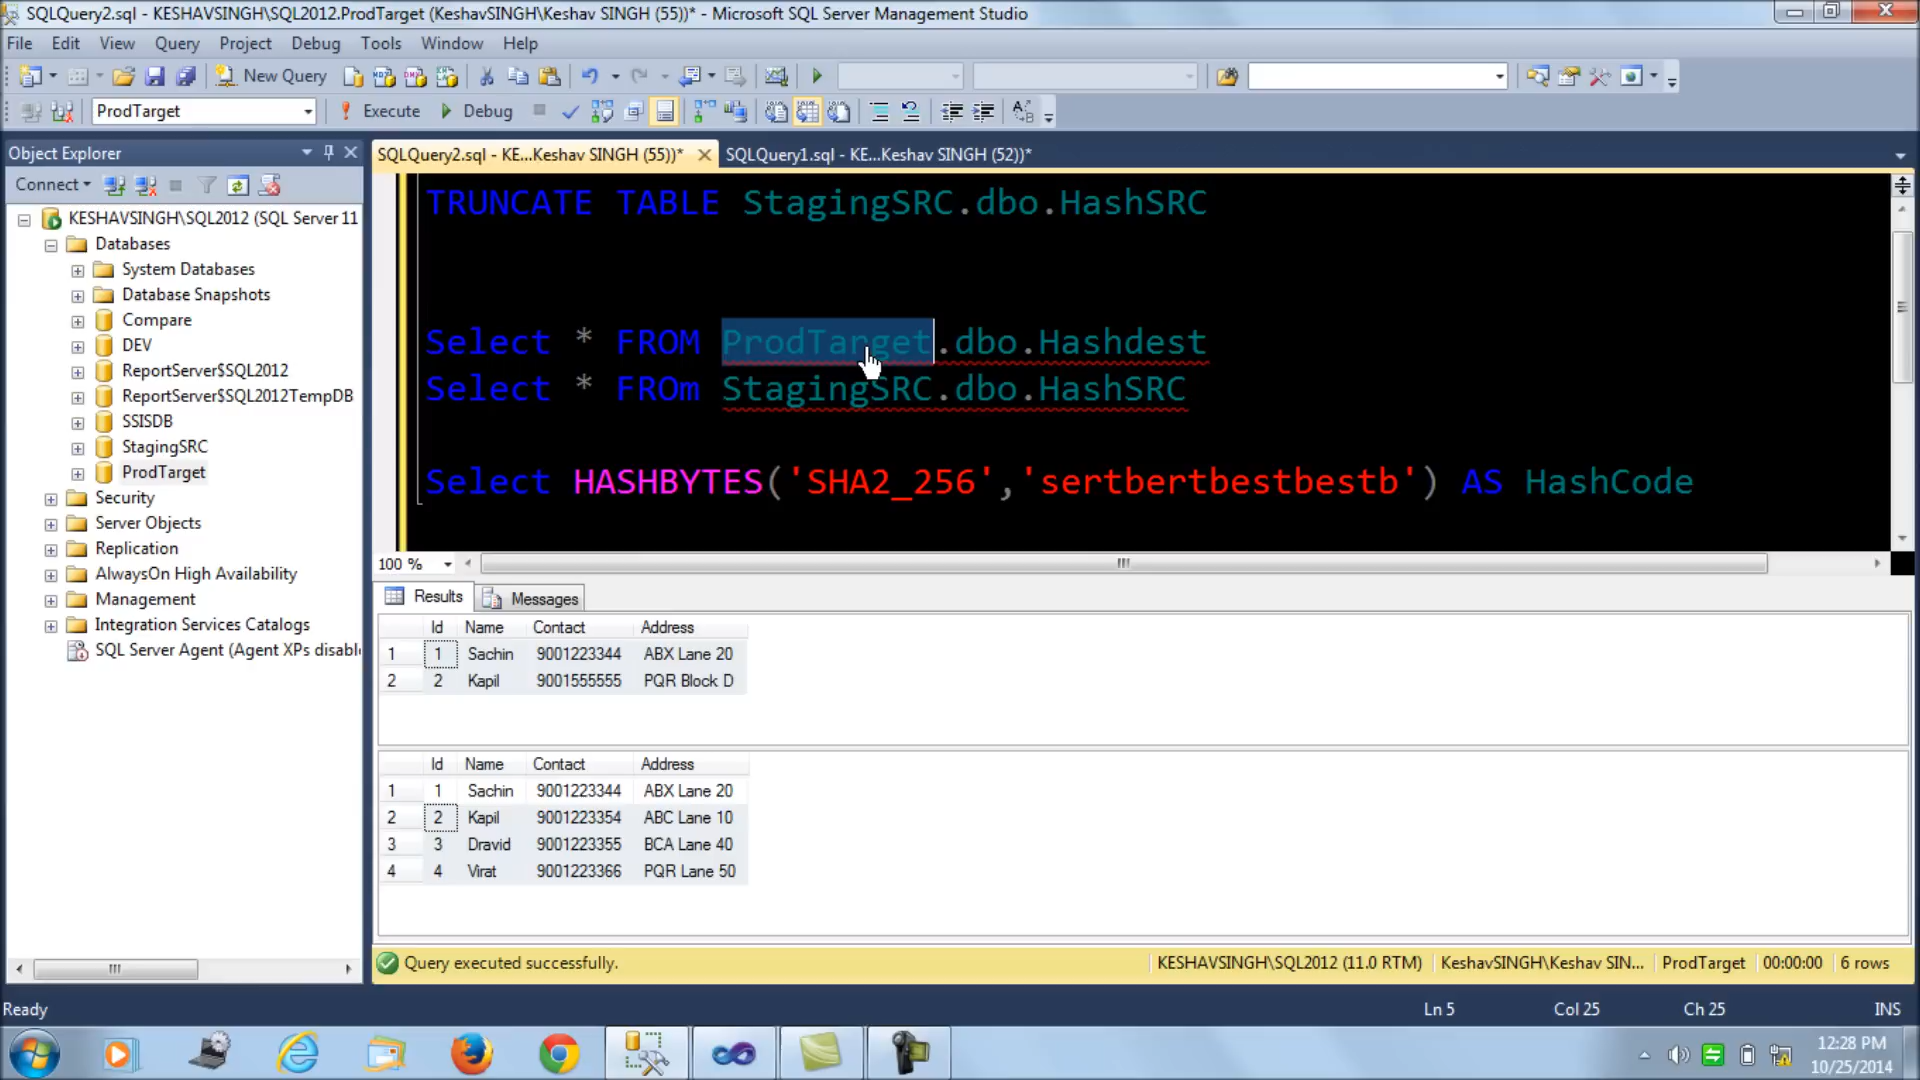 SQLQuery2.sql - KESHAVSINGH\SQL2012.ProdTarget (KeshavSINGH\Keshav SINGH (55))* - Microsoft SQL Server Management Studio
File Edit View Query Project Debug Tools Window Help
New Query
ProdTarget Execute Debug
Object Explorer
SQLQuery2.sql - KE...Keshav SINGH (55))* SQLQuery1.sql - KE...Keshav SINGH (52))*
Connect
KESHAVSINGH\SQL2012 (SQL Server 11
Databases
System Databases
Database Snapshots
Compare
DEV
ReportServer$SQL2012
ReportServer$SQL2012TempDB
SSISDB
StagingSRC
ProdTarget
Security
Server Objects
Replication
AlwaysOn High Availability
Management
Integration Services Catalogs
SQL Server Agent (Agent XPs disable
TRUNCATE TABLE StagingSRC.dbo.HashSRC
Select * FROM ProdTarget.dbo.Hashdest
Select * FROm StagingSRC.dbo.HashSRC
Select HASHBYTES('SHA2_256','sertbertbestbestb') AS HashCode
100 %
Results Messages
Id Name Contact Address
1 1 Sachin 9001223344 ABX Lane 20
2 2 Kapil 9001555555 PQR Block D
Id Name Contact Address
1 1 Sachin 9001223344 ABX Lane 20
2 2 Kapil 9001223354 ABC Lane 10
3 3 Dravid 9001223355 BCA Lane 40
4 4 Virat 9001223366 PQR Lane 50
Query executed successfully. KESHAVSINGH\SQL2012 (11.0 RTM) KeshavSINGH\Keshav SIN... ProdTarget 00:00:00 6 rows
Ready Ln 5 Col 25 Ch 25 INS
12:28 PM
10/25/2014